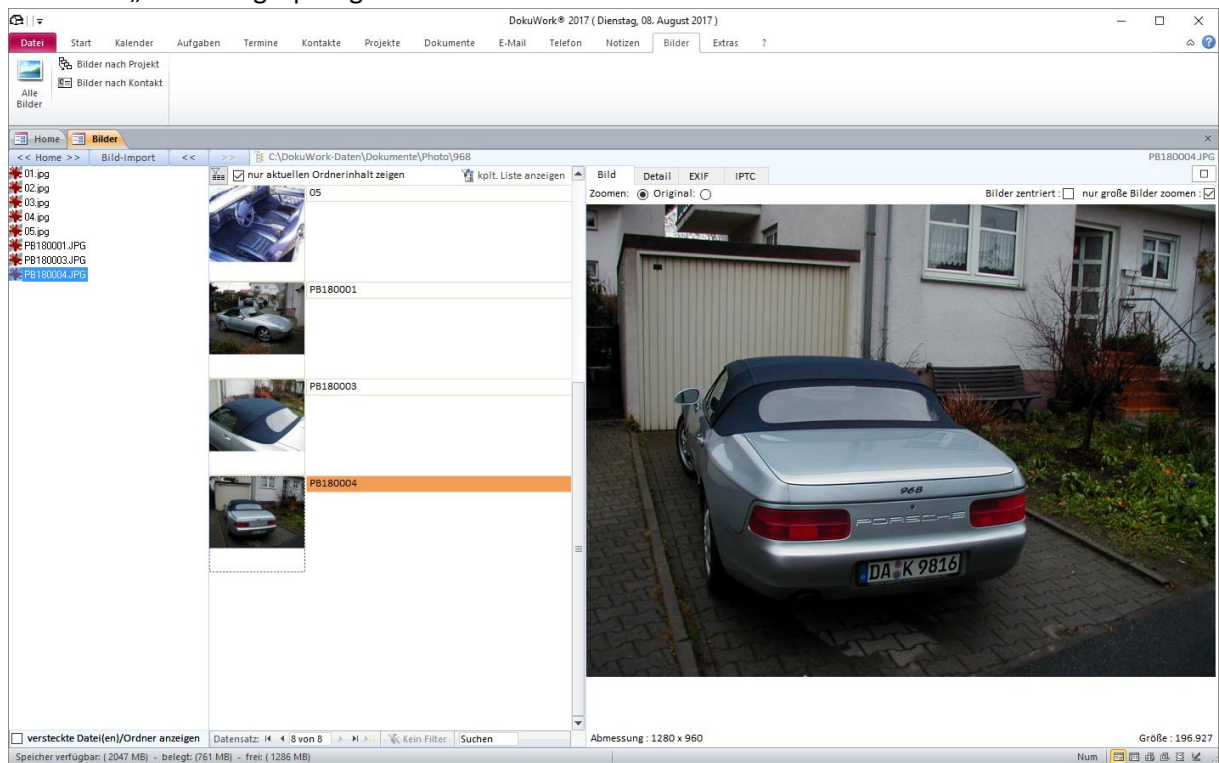 DokuWork® 2017 ( Dienstag, 08. August 2017 )
Datei Start Kalender Aufgaben Termine Kontakte Projekte Dokumente E-Mail Telefon Notizen Bilder Extras ?
Alle Bilder
Bilder nach Projekt
Bilder nach Kontakt
Home Bilder
<< Home >> Bild-Import << >> C:\DokuWork-Daten\Dokumente\Photo\968 PB180004.JPG
01.jpg
02.jpg
03.jpg
04.jpg
05.jpg
PB180001.JPG
PB180003.JPG
PB180004.JPG
nur aktuellen Ordnerinhalt zeigen kplt. Liste anzeigen
05
PB180001
PB180003
PB180004
Bild Detail EXIF IPTC
Zoomen: Original: Bilder zentriert : nur große Bilder zoomen :
968
PORSCHE
DA K 9816
versteckte Datei(en)/Ordner anzeigen
Datensatz: 8 von 8 Kein Filter Suchen
Abmessung : 1280 x 960 Größe : 196.927
Speicher verfügbar: ( 2047 MB) - belegt: (761 MB) - frei: ( 1286 MB) Num